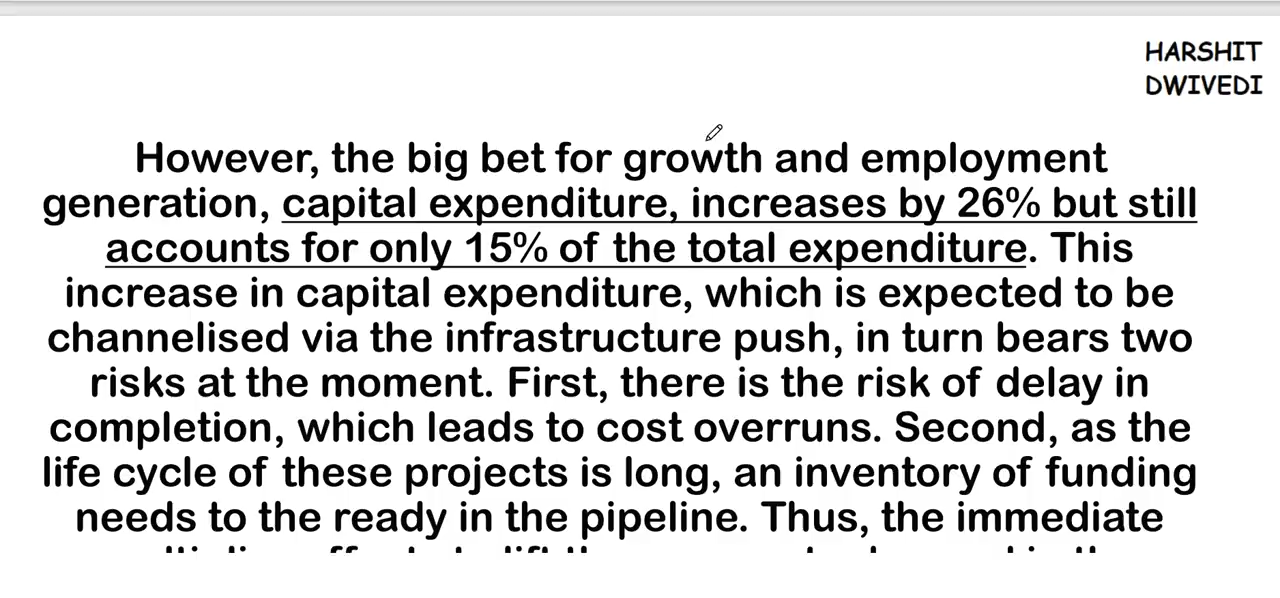 HARSHIT
DWIVEDI
However, the big bet for growth and employment
generation, capital expenditure, increases by 26% but still
accounts for only 15% of the total expenditure. This
increase in capital expenditure, which is expected to be
channelised via the infrastructure push, in turn bears two
risks at the moment. First, there is the risk of delay in
completion, which leads to cost overruns. Second, as the
life cycle of these projects is long, an inventory of funding
needs to the ready in the pipeline. Thus, the immediate